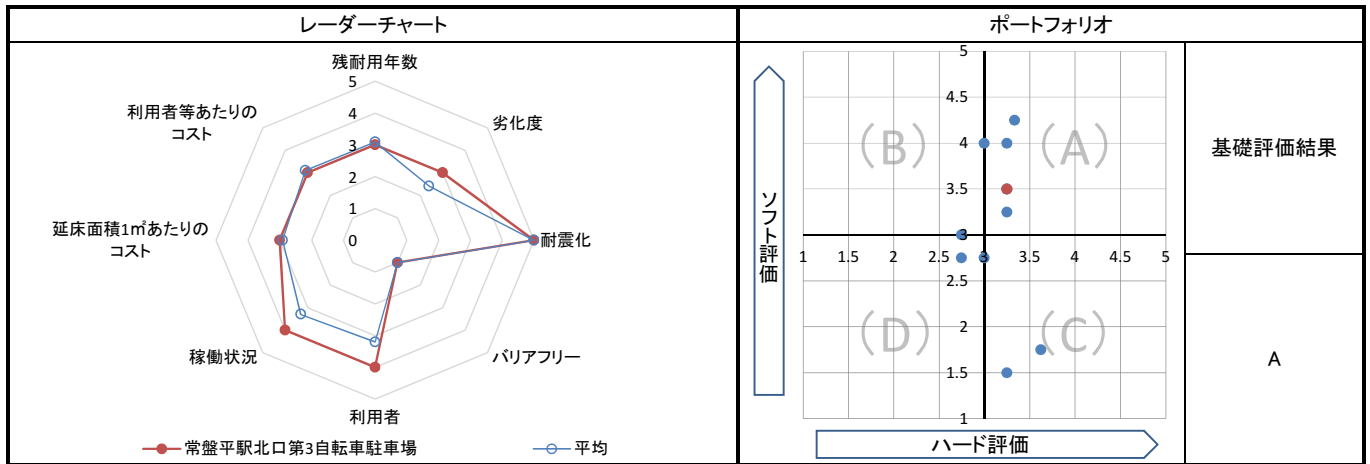 レーダーチャート
残耐用年数
劣化度
耐震化
バリアフリー
利用者
稼働状況
延床面積1㎡あたりの
コスト
利用者等あたりの
コスト
5
4
3
2
1
0
常盤平駅北口第3自転車駐車場
平均
ポートフォリオ
ソフト評価
5
4.5
4
3.5
3
2.5
2
1.5
1
1 1.5 2 2.5 3 3.5 4 4.5 5
(B) (A)
(D) (C)
ハード評価
基礎評価結果
A